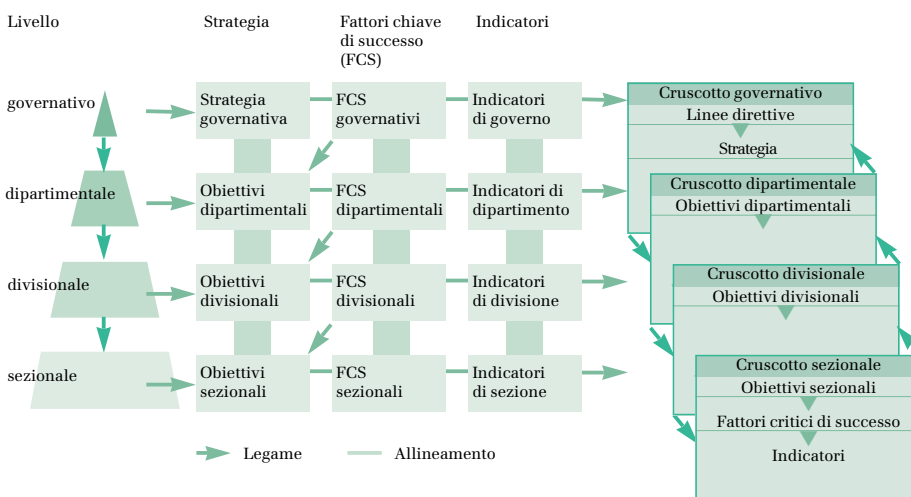 Livello
Strategia
Fattori chiave
di successo
(FCS)
Indicatori
governativo
Strategia
governativa
FCS
governativi
Indicatori
di governo
Cruscotto governativo
Linee direttive
Strategia
dipartimentale
Obiettivi
dipartimentali
FCS
dipartimentali
Indicatori di
dipartimento
Cruscotto dipartimentale
Obiettivi dipartimentali
divisionale
Obiettivi
divisionali
FCS
divisionali
Indicatori
di divisione
Cruscotto divisionale
Obiettivi divisionali
sezionale
Obiettivi
sezionali
FCS
sezionali
Indicatori
di sezione
Cruscotto sezionale
Obiettivi sezionali
Fattori critici di successo
Indicatori
Legame
Allineamento